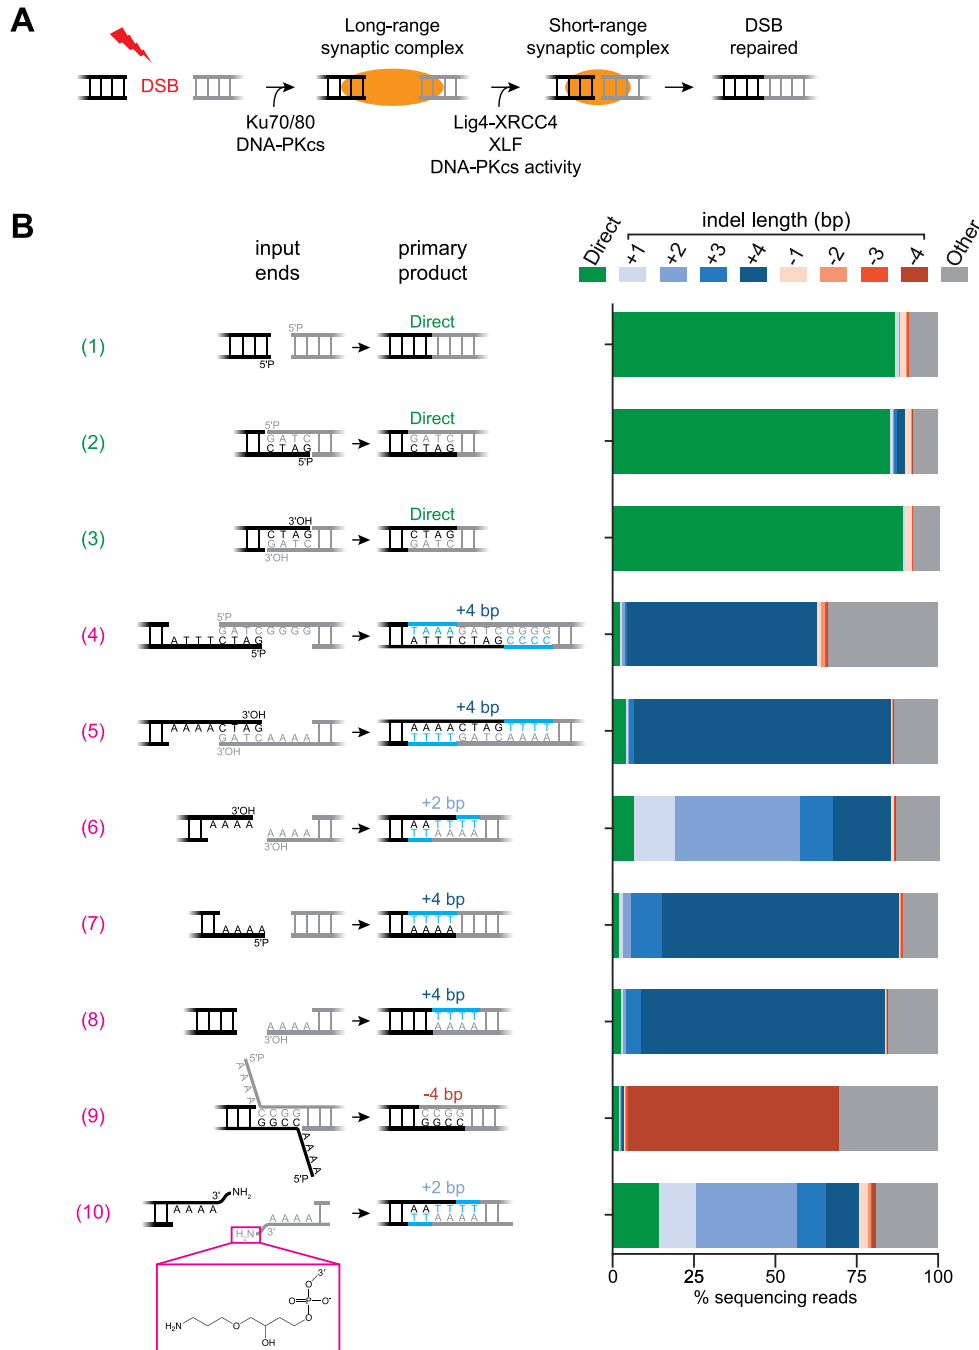 A
DSB
Long-range
synaptic complex
Short-range
synaptic complex
DSB
repaired
Ku70/80
DNA-PKcs
Lig4-XRCC4
XLF
DNA-PKcs activity
B
input
ends
primary
product
indel length (bp)
Direct
+1
+2
+3
+4
-1
-2
-3
-4
Other
(1)
5'P
5'P
Direct
(2)
5'P
G A T C
C T A G
5'P
Direct
G A T C
C T A G
(3)
3'OH
C T A G
G A T C
3'OH
Direct
C T A G
G A T C
(4)
5'P
G A T C G G G G
A T T T C T A G
5'P
+4 bp
T A A A G A T C G G G G
A T T T C T A G C C C C
(5)
3'OH
A A A A C T A G
G A T C A A A A
3'OH
+4 bp
A A A A C T A G T T T T
T T T T G A T C A A A A
(6)
3'OH
A A A A
A A A A
3'OH
+2 bp
A A T T T T
T T A A A A
(7)
A A A A
5'P
+4 bp
T T T T
A A A A
(8)
A A A A
3'OH
+4 bp
T T T T
A A A A
(9)
5'P
A A A A
C C G G
G G C C
A A A A
5'P
-4 bp
C C G G
G G C C
(10)
3'
NH2
A A A A
A A A A
H2N
3'
+2 bp
A A T T T T
T T A A A A
3'
O
O=P-O-
O
H2N
O
OH
0
25
50
75
100
% sequencing reads